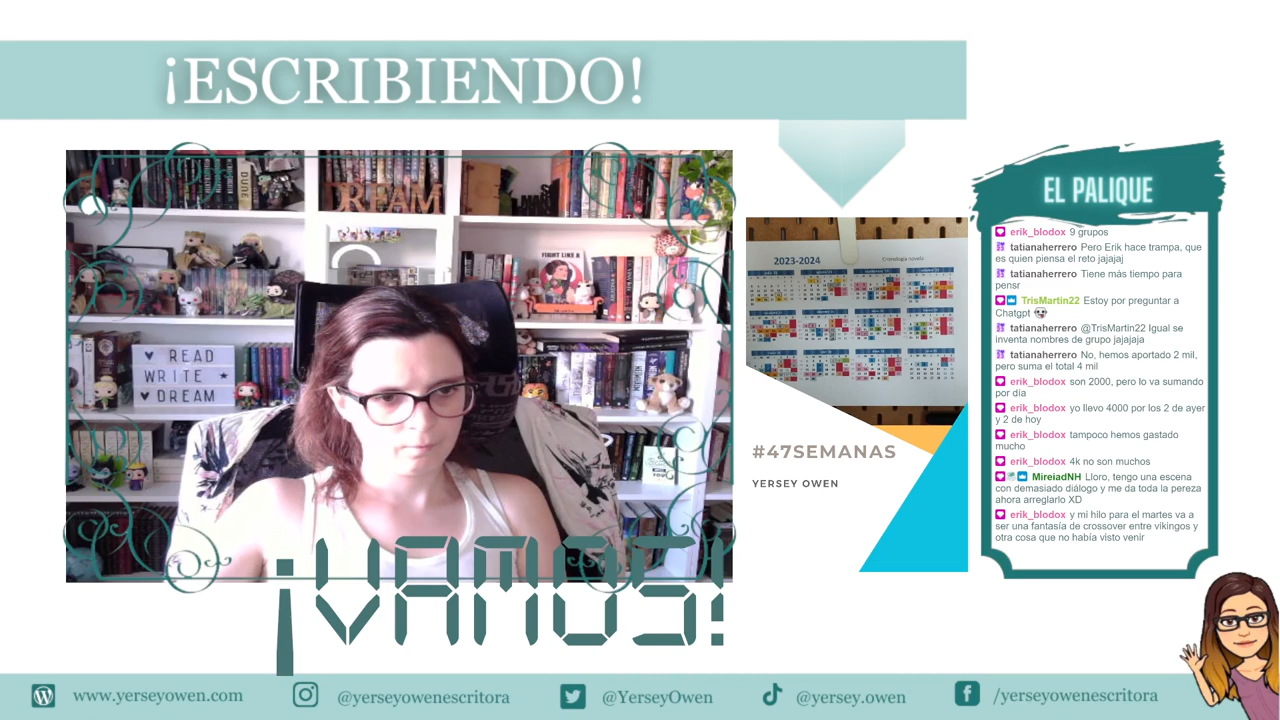 ¡ESCRIBIENDO!
DUNE
DREAM
FIGHT LIKE A
♥ READ
WRITE ★
♥ DREAM
¡VAMOS!
2023-2024
Cronología novela
#47SEMANAS
YERSEY OWEN
EL PALIQUE
erik_blodox 9 grupos
tatianaherrero Pero Erik hace trampa, que
es quien piensa el reto jajajaj
tatianaherrero Tiene más tiempo para
pensr
TrisMartin22 Estoy por preguntar a
Chatgpt
tatianaherrero @TrisMartin22 Igual se
inventa nombres de grupo jajajaja
tatianaherrero No, hemos aportado 2 mil,
pero suma el total 4 mil
erik_blodox son 2000, pero lo va sumando
por día
erik_blodox yo llevo 4000 por los 2 de ayer
y 2 de hoy
erik_blodox tampoco hemos gastado
mucho
erik_blodox 4k no son muchos
MireiadNH Lloro, tengo una escena
con demasiado diálogo y me da toda la pereza
ahora arreglarlo XD
erik_blodox y mi hilo para el martes va a
ser una fantasía de crossover entre vikingos y
otra cosa que no había visto venir
www.yerseyowen.com
@yerseyowenescritora
@YerseyOwen
@yersey.owen
/yerseyowenescritora